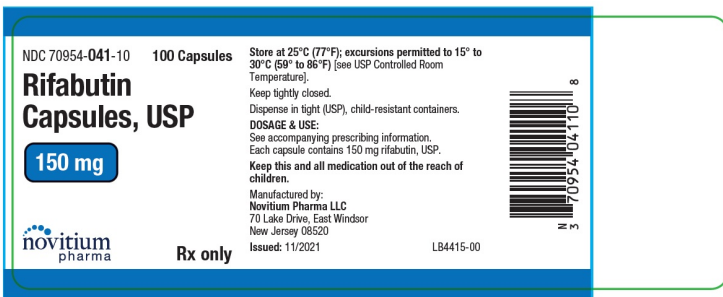 NDC 70954-041-10 100 Capsules
Rifabutin
Capsules, USP
150 mg
novitium
pharma
Rx only
Store at 25°C (77°F); excursions permitted to 15° to
30°C (59° to 86°F) [see USP Controlled Room
Temperature].
Keep tightly closed.
Dispense in tight (USP), child-resistant containers.
DOSAGE & USE:
See accompanying prescribing information.
Each capsule contains 150 mg rifabutin, USP.
Keep this and all medication out of the reach of
children.
Manufactured by:
Novitium Pharma LLC
70 Lake Drive, East Windsor
New Jersey 08520
Issued: 11/2021 LB4415-00
N
3 70954 04110 8